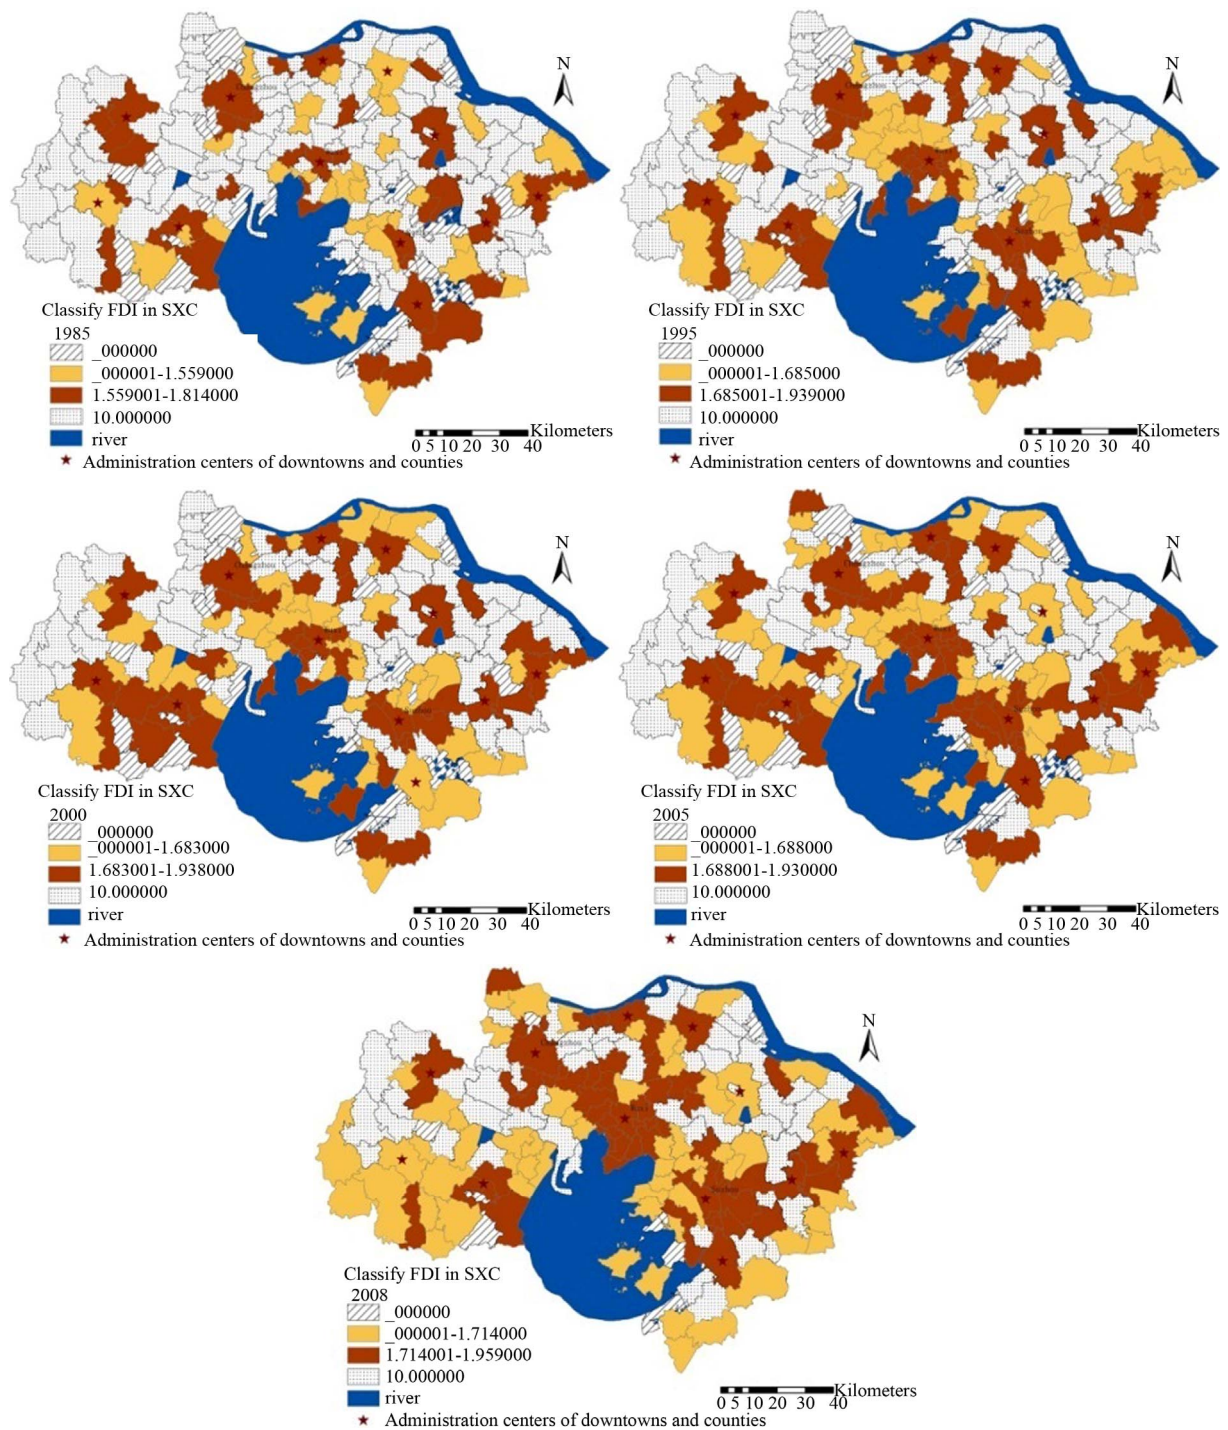 N
Classify FDI in SXC
1985
_000000
_000001-1.559000
1.559001-1.814000
10.000000
river
Administration centers of downtowns and counties
Kilometers
0 5 10 20 30 40
N
Suzhou
Classify FDI in SXC
1995
_000000
_000001-1.685000
1.685001-1.939000
10.000000
river
Administration centers of downtowns and counties
Kilometers
0 5 10 20 30 40
N
Classify FDI in SXC
2000
_000000
_000001-1.683000
1.683001-1.938000
10.000000
river
Administration centers of downtowns and counties
Kilometers
0 5 10 20 30 40
N
Suzhou
Classify FDI in SXC
2005
_000000
_000001-1.688000
1.688001-1.930000
10.000000
river
Administration centers of downtowns and counties
Kilometers
0 5 10 20 30 40
N
Suzhou
Classify FDI in SXC
2008
_000000
_000001-1.714000
1.714001-1.959000
10.000000
river
Administration centers of downtowns and counties
Kilometers
0 5 10 20 30 40